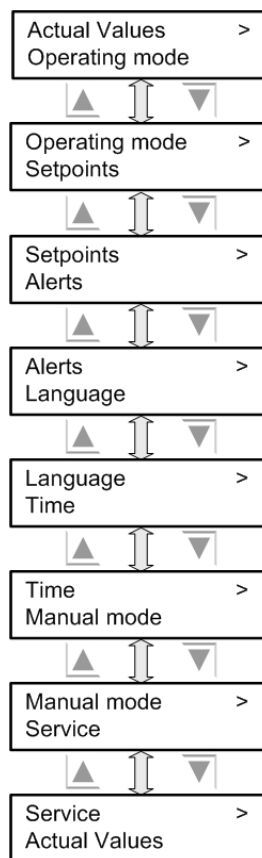 Actual Values >
Operating mode
Operating mode >
Setpoints
Setpoints >
Alerts
Alerts >
Language
Language >
Time
Time >
Manual mode
Manual mode >
Service
Service >
Actual Values